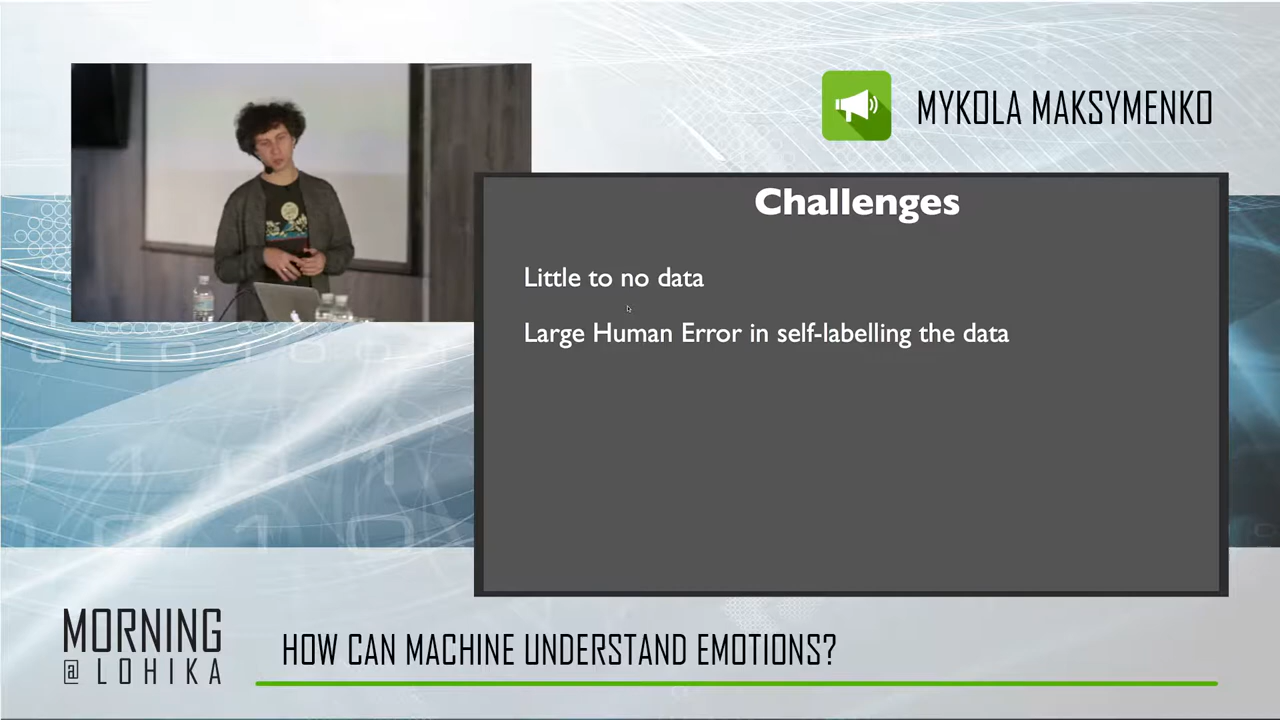 MYKOLA MAKSYMENKO
Challenges
Little to no data
Large Human Error in self-labelling the data
MORNING
@ LOHIKA
HOW CAN MACHINE UNDERSTAND EMOTIONS?